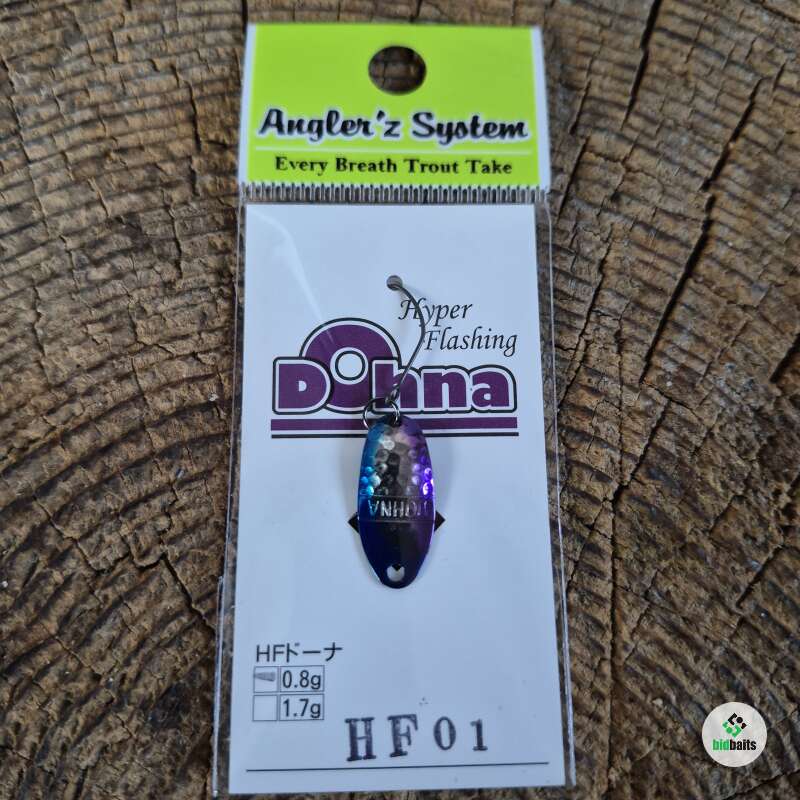 Angler'z System
Every Breath Trout Take
Hyper
Flashing
Dohna
DOHNA
HFドーナ
0.8g
1.7g
HF01
bidbaits